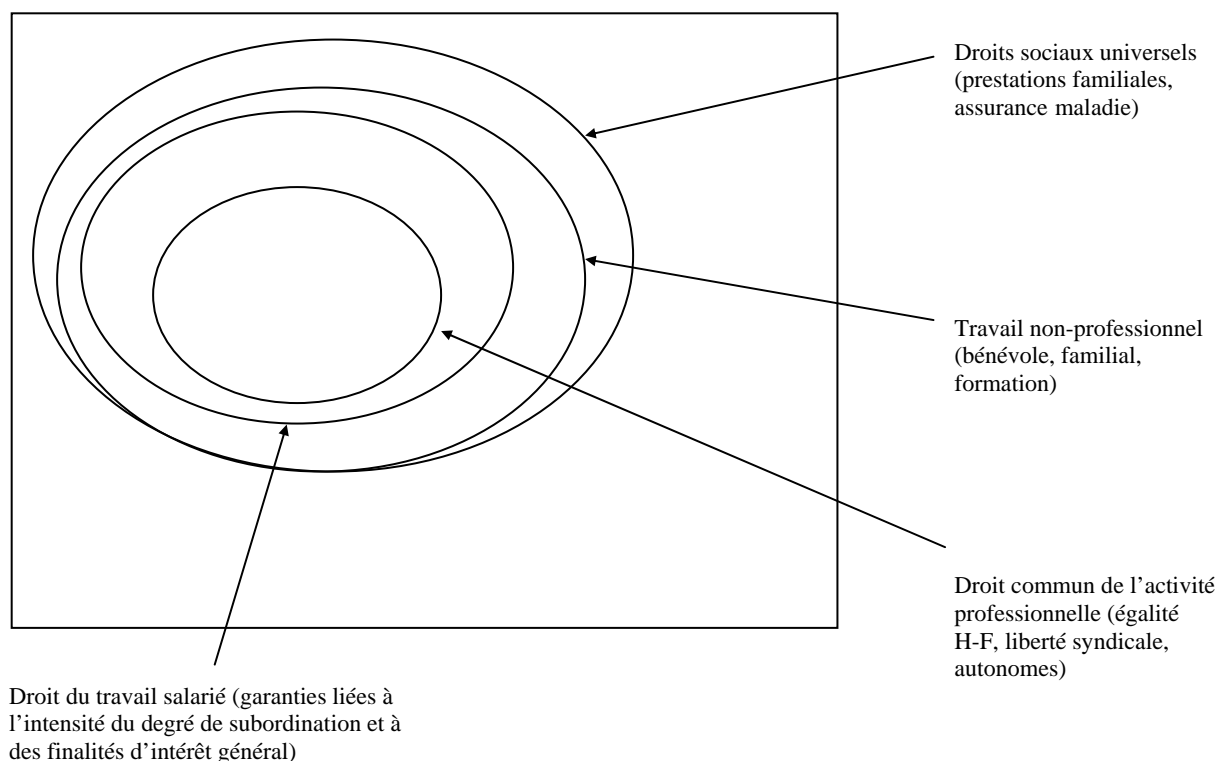 Droits sociaux universels
(prestations familiales,
assurance maladie)
Travail non-professionnel
(bénévole, familial,
formation)
Droit commun de l’activité
professionnelle (égalité
H-F, liberté syndicale,
autonomes)
Droit du travail salarié (garanties liées à
l’intensité du degré de subordination et à
des finalités d’intérêt général)